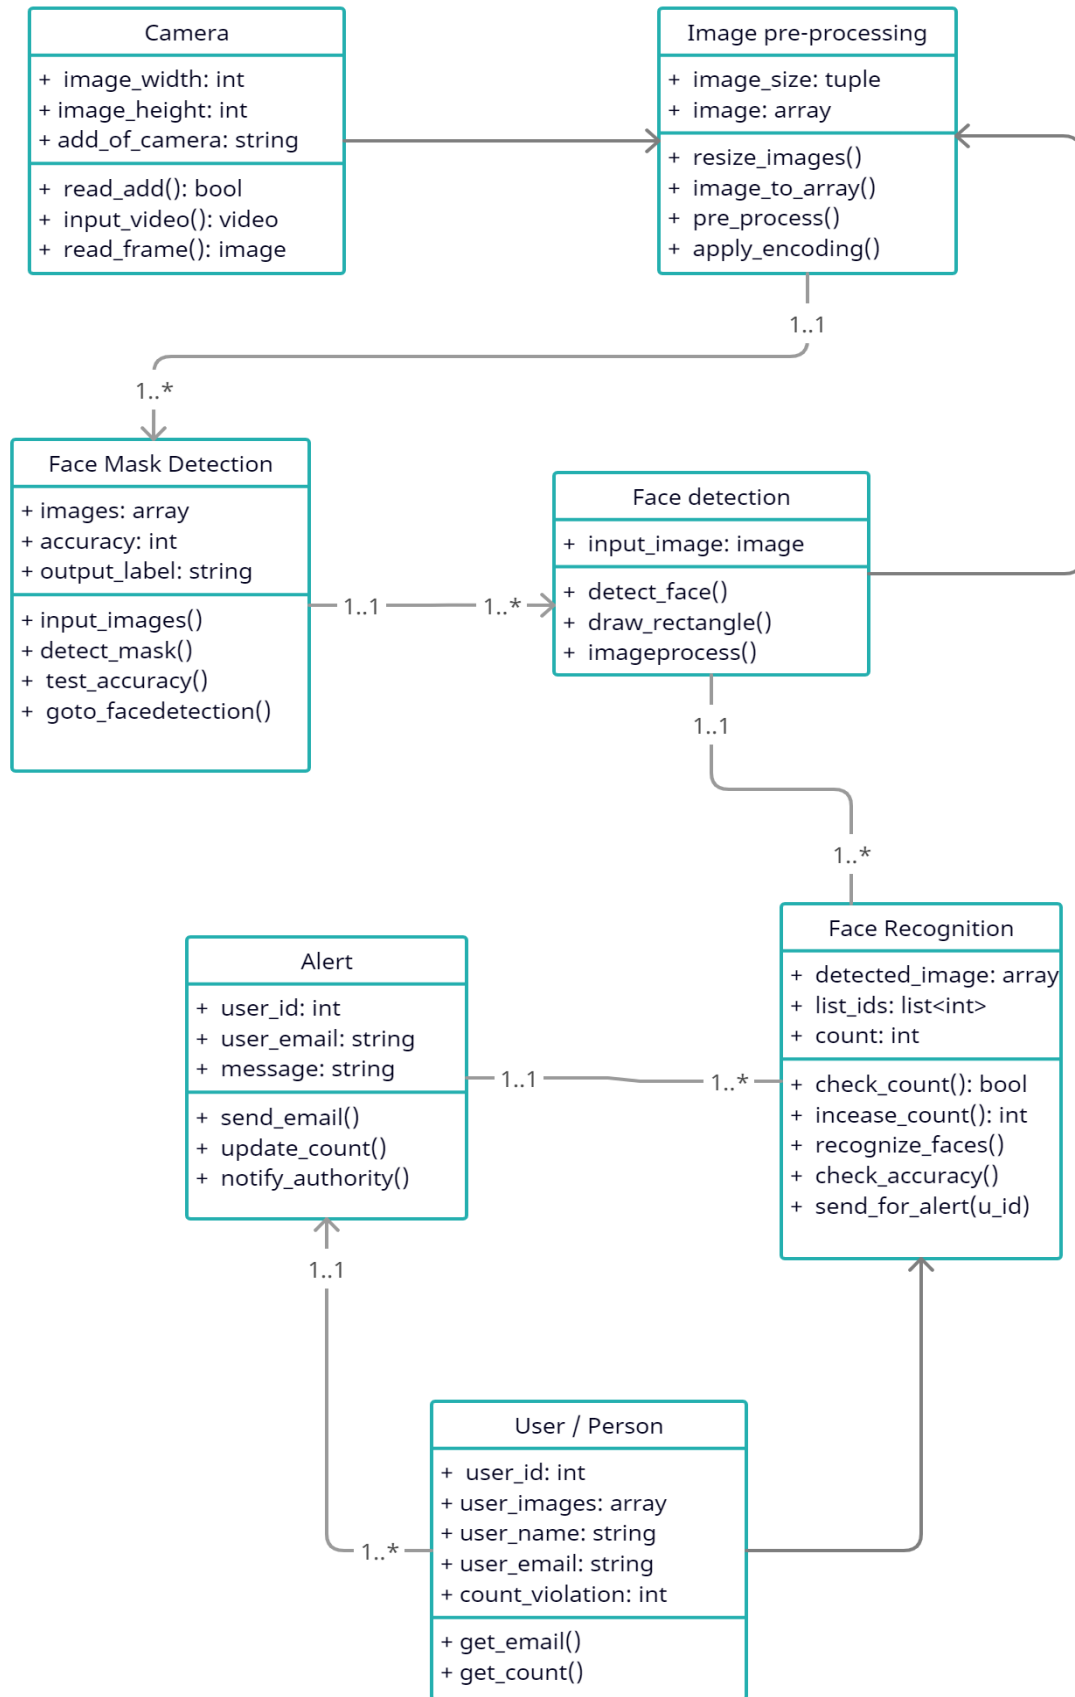 Camera
+ image_width: int
+ image_height: int
+ add_of_camera: string
+ read_add(): bool
+ input_video(): video
+ read_frame(): image
Image pre-processing
+ image_size: tuple
+ image: array
+ resize_images()
+ image_to_array()
+ pre_process()
+ apply_encoding()
1..1
1..*
Face Mask Detection
+ images: array
+ accuracy: int
+ output_label: string
+ input_images()
+ detect_mask()
+ test_accuracy()
+ goto_facedetection()
1..1
1..*
Face detection
+ input_image: image
+ detect_face()
+ draw_rectangle()
+ imageprocess()
1..1
1..*
Face Recognition
+ detected_image: array
+ list_ids: list<int>
+ count: int
+ check_count(): bool
+ incease_count(): int
+ recognize_faces()
+ check_accuracy()
+ send_for_alert(u_id)
Alert
+ user_id: int
+ user_email: string
+ message: string
+ send_email()
+ update_count()
+ notify_authority()
1..1
1..*
1..1
1..*
User / Person
+ user_id: int
+ user_images: array
+ user_name: string
+ user_email: string
+ count_violation: int
+ get_email()
+ get_count()